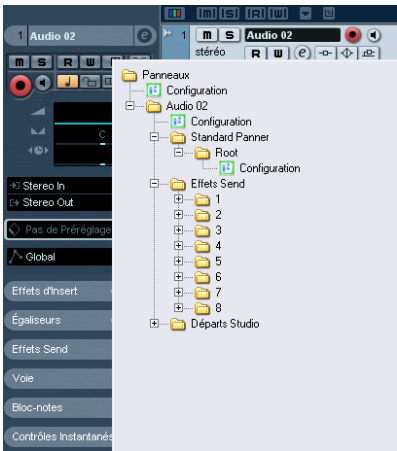 1 Audio 02 e
M S R W
C
Stereo In
Stereo Out
Pas de Préréglage
Global
Effets d'Insert
Égaliseurs
Effets Send
Voie
Bloc-notes
Contrôles Instantanés
M S R W
1 M S Audio 02
stéréo R W e
Panneaux
Configuration
Audio 02
Configuration
Standard Panner
Root
Configuration
Effets Send
1
2
3
4
5
6
7
8
Départs Studio